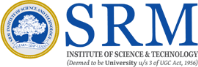 SRM
INSTITUTE OF SCIENCE & TECHNOLOGY
(Deemed to be University u/s 3 of UGC Act, 1956)